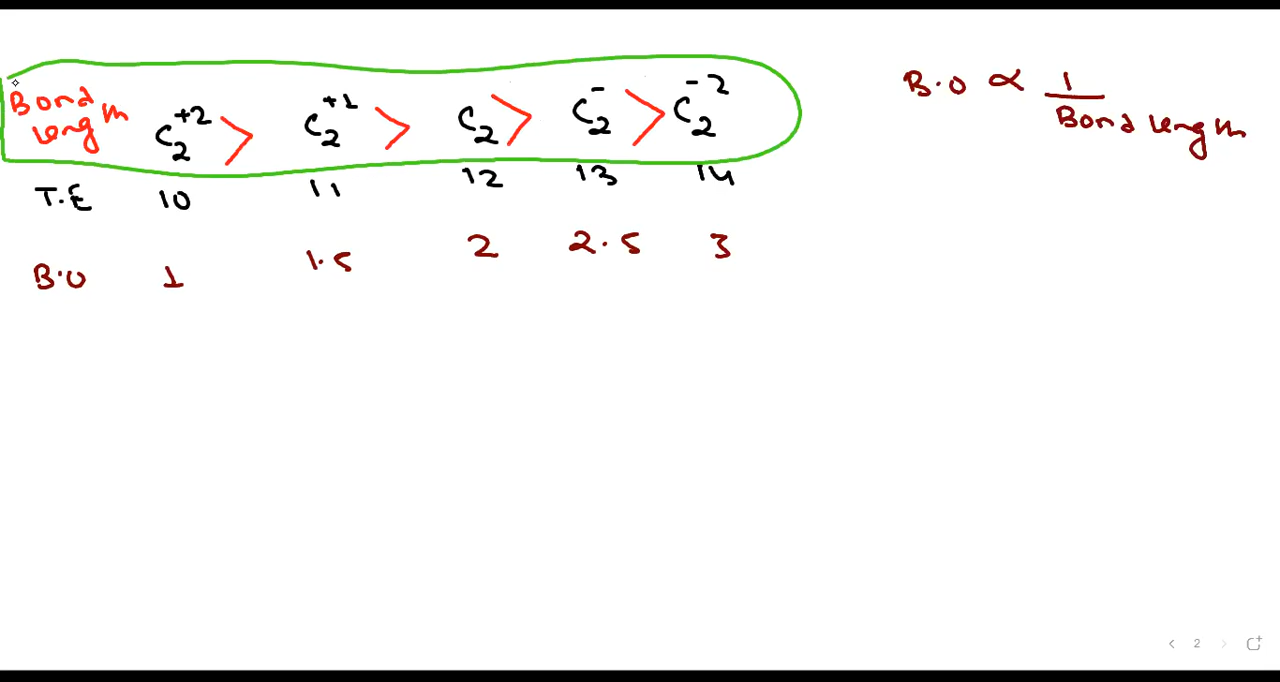 Bond length C₂⁺² > C₂⁺¹ > C₂ > C₂⁻ > C₂⁻²
T.E 10 11 12 13 14
B.O 1 1.5 2 2.5 3
B.O ∝ 1/Bond length
2